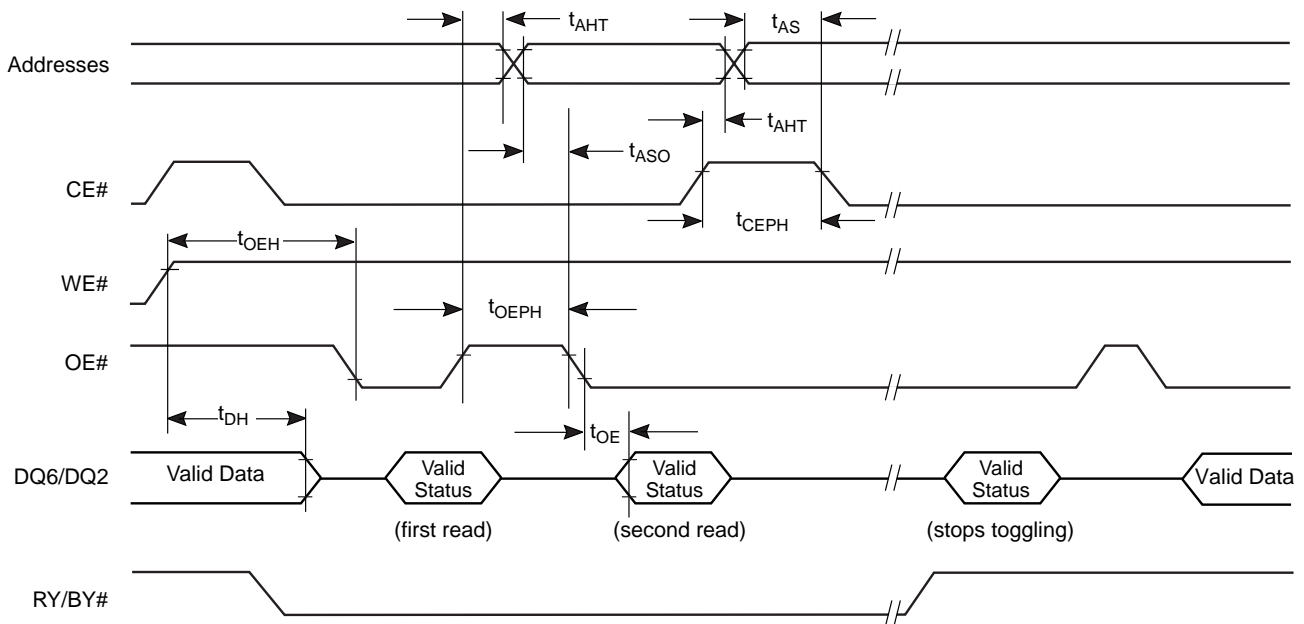 tAHT
tAS
Addresses
tAHT
tASO
CE#
tCEPH
tOEH
WE#
tOEPH
OE#
tDH
tOE
DQ6/DQ2
Valid Data
Valid
Status
Valid
Status
Valid
Status
Valid Data
(first read)
(second read)
(stops toggling)
RY/BY#